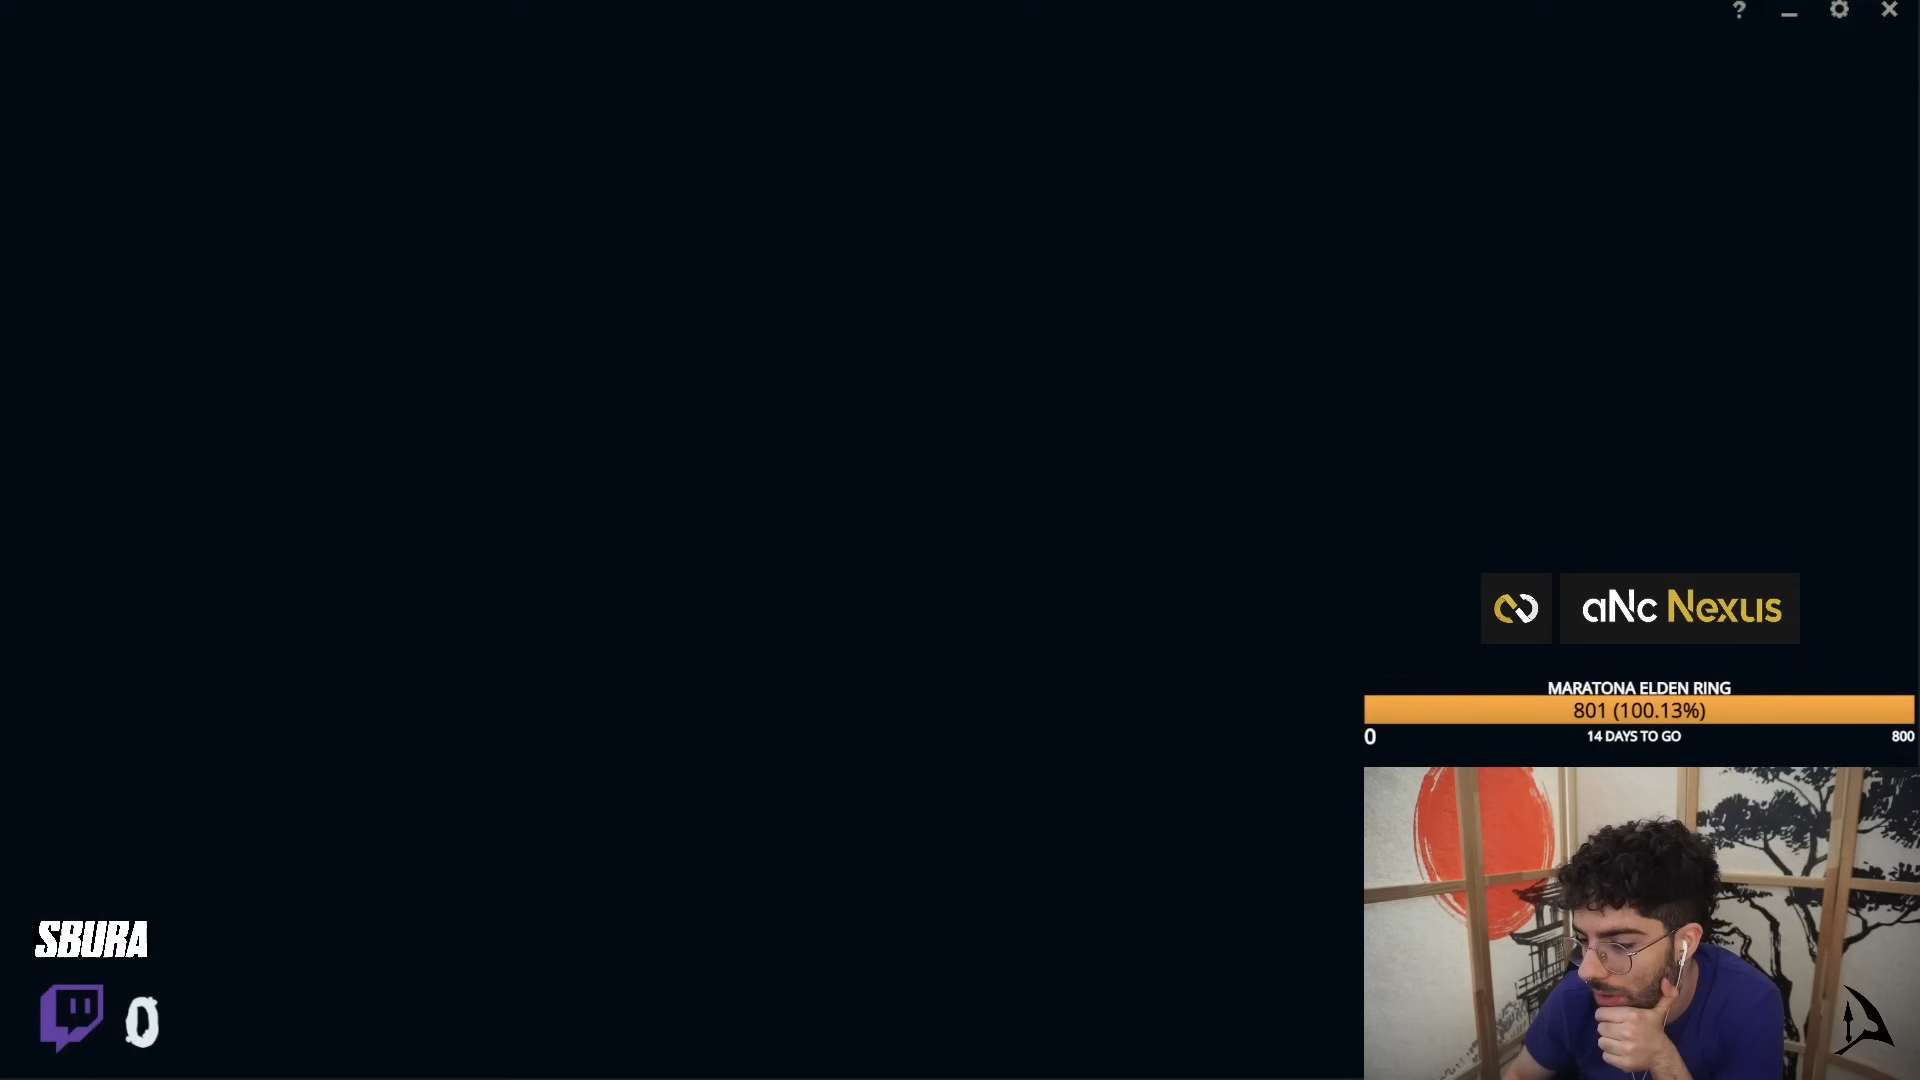 aNc Nexus
MARATONA ELDEN RING
801 (100.13%)
0
14 DAYS TO GO
800
SBURA
0